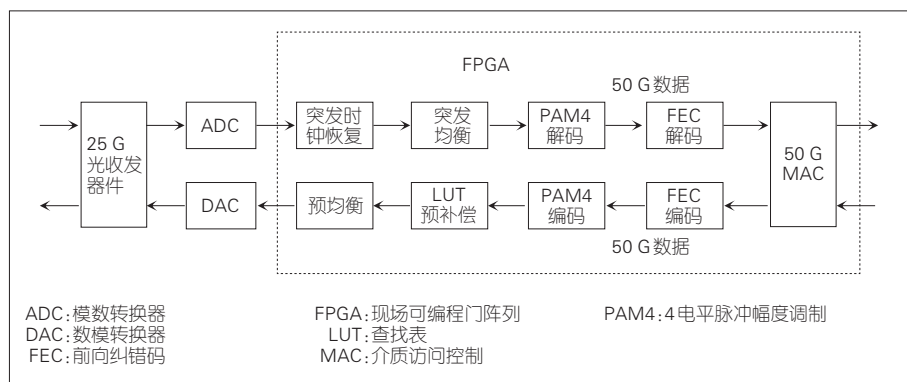 FPGA
50 G数据
25 G
光收发
器件
ADC
突发时
钟恢复
突发
均衡
PAM4
解码
FEC
解码
50 G
MAC
DAC
预均衡
LUT
预补偿
PAM4
编码
FEC
编码
50 G数据
ADC:模数转换器
FPGA:现场可编程门阵列
PAM4:4电平脉冲幅度调制
DAC:数模转换器
LUT:查找表
FEC:前向纠错码
MAC:介质访问控制